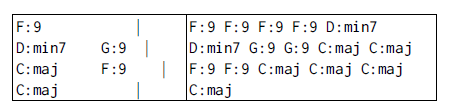 F:9 | F:9 F:9 F:9 F:9 D:min7
D:min7 G:9 | D:min7 G:9 G:9 C:maj C:maj
C:maj F:9 | F:9 F:9 C:maj C:maj C:maj
C:maj | C:maj